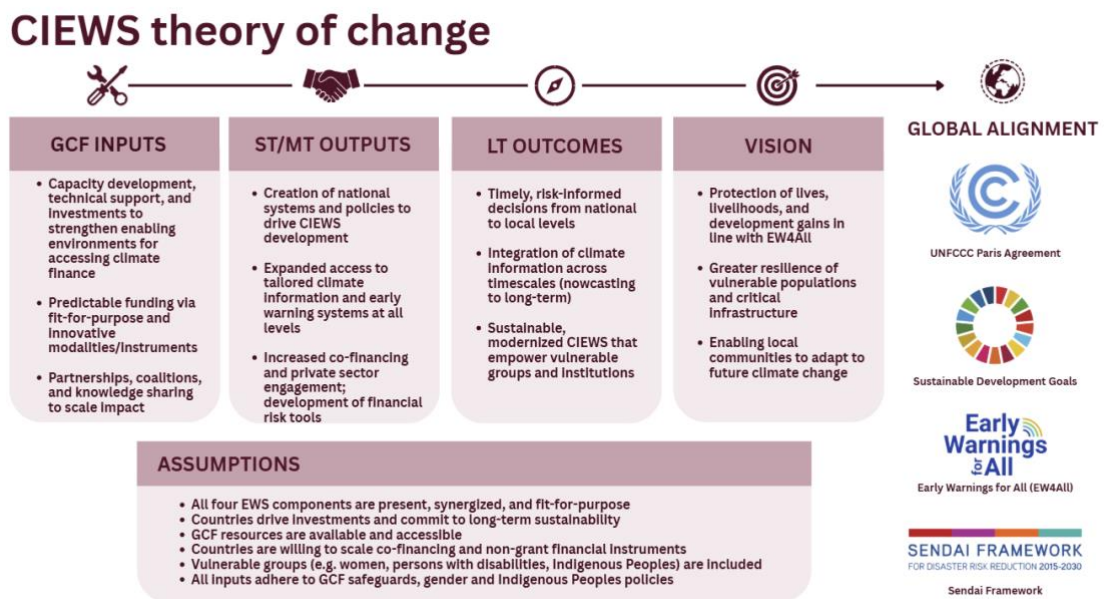 CIEWS theory of change
GCF INPUTS
• Capacity development,
technical support, and
investments to
strengthen enabling
environments for
accessing climate
finance
• Predictable funding via
fit-for-purpose and
innovative
modalities/instruments
• Partnerships, coalitions,
and knowledge sharing
to scale impact
ST/MT OUTPUTS
• Creation of national
systems and policies to
drive CIEWS
development
• Expanded access to
tailored climate
information and early
warning systems at all
levels
• Increased co-financing
and private sector
engagement;
development of financial
risk tools
LT OUTCOMES
• Timely, risk-informed
decisions from national
to local levels
• Integration of climate
information across
timescales (nowcasting
to long-term)
• Sustainable,
modernized CIEWS that
empower vulnerable
groups and institutions
VISION
• Protection of lives,
livelihoods, and
development gains in
line with EW4All
• Greater resilience of
vulnerable populations
and critical
infrastructure
• Enabling local
communities to adapt to
future climate change
GLOBAL ALIGNMENT
UNFCCC Paris Agreement
Sustainable Development Goals
Early
Warnings
for All
Early Warnings for All (EW4All)
SENDAI FRAMEWORK
FOR DISASTER RISK REDUCTION 2015-2030
Sendai Framework
ASSUMPTIONS
• All four EWS components are present, synergized, and fit-for-purpose
• Countries drive investments and commit to long-term sustainability
• GCF resources are available and accessible
• Countries are willing to scale co-financing and non-grant financial instruments
• Vulnerable groups (e.g. women, persons with disabilities, Indigenous Peoples) are included
• All inputs adhere to GCF safeguards, gender and Indigenous Peoples policies